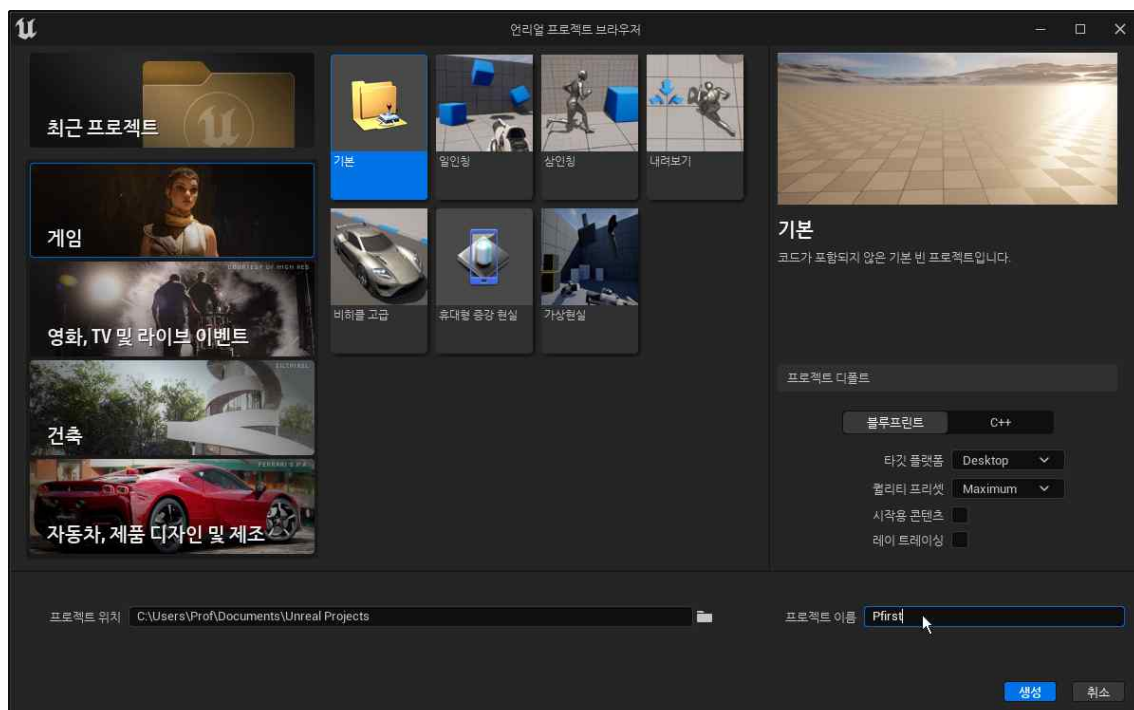 언리얼 프로젝트 브라우저
최근 프로젝트
게임
COURTESY OF HIGH RES
영화, TV 및 라이브 이벤트
건축
FERRARI S.P.A
자동차, 제품 디자인 및 제조
기본
일인칭
삼인칭
내려보기
비히클 고급
휴대형 증강 현실
가상현실
기본
코드가 포함되지 않은 기본 빈 프로젝트입니다.
프로젝트 디폴트
블루프린트
C++
타깃 플랫폼 Desktop
퀄리티 프리셋 Maximum
시작용 콘텐츠
레이 트레이싱
프로젝트 위치 C:\Users\Prof\Documents\Unreal Projects
프로젝트 이름 Pfirst
생성
취소